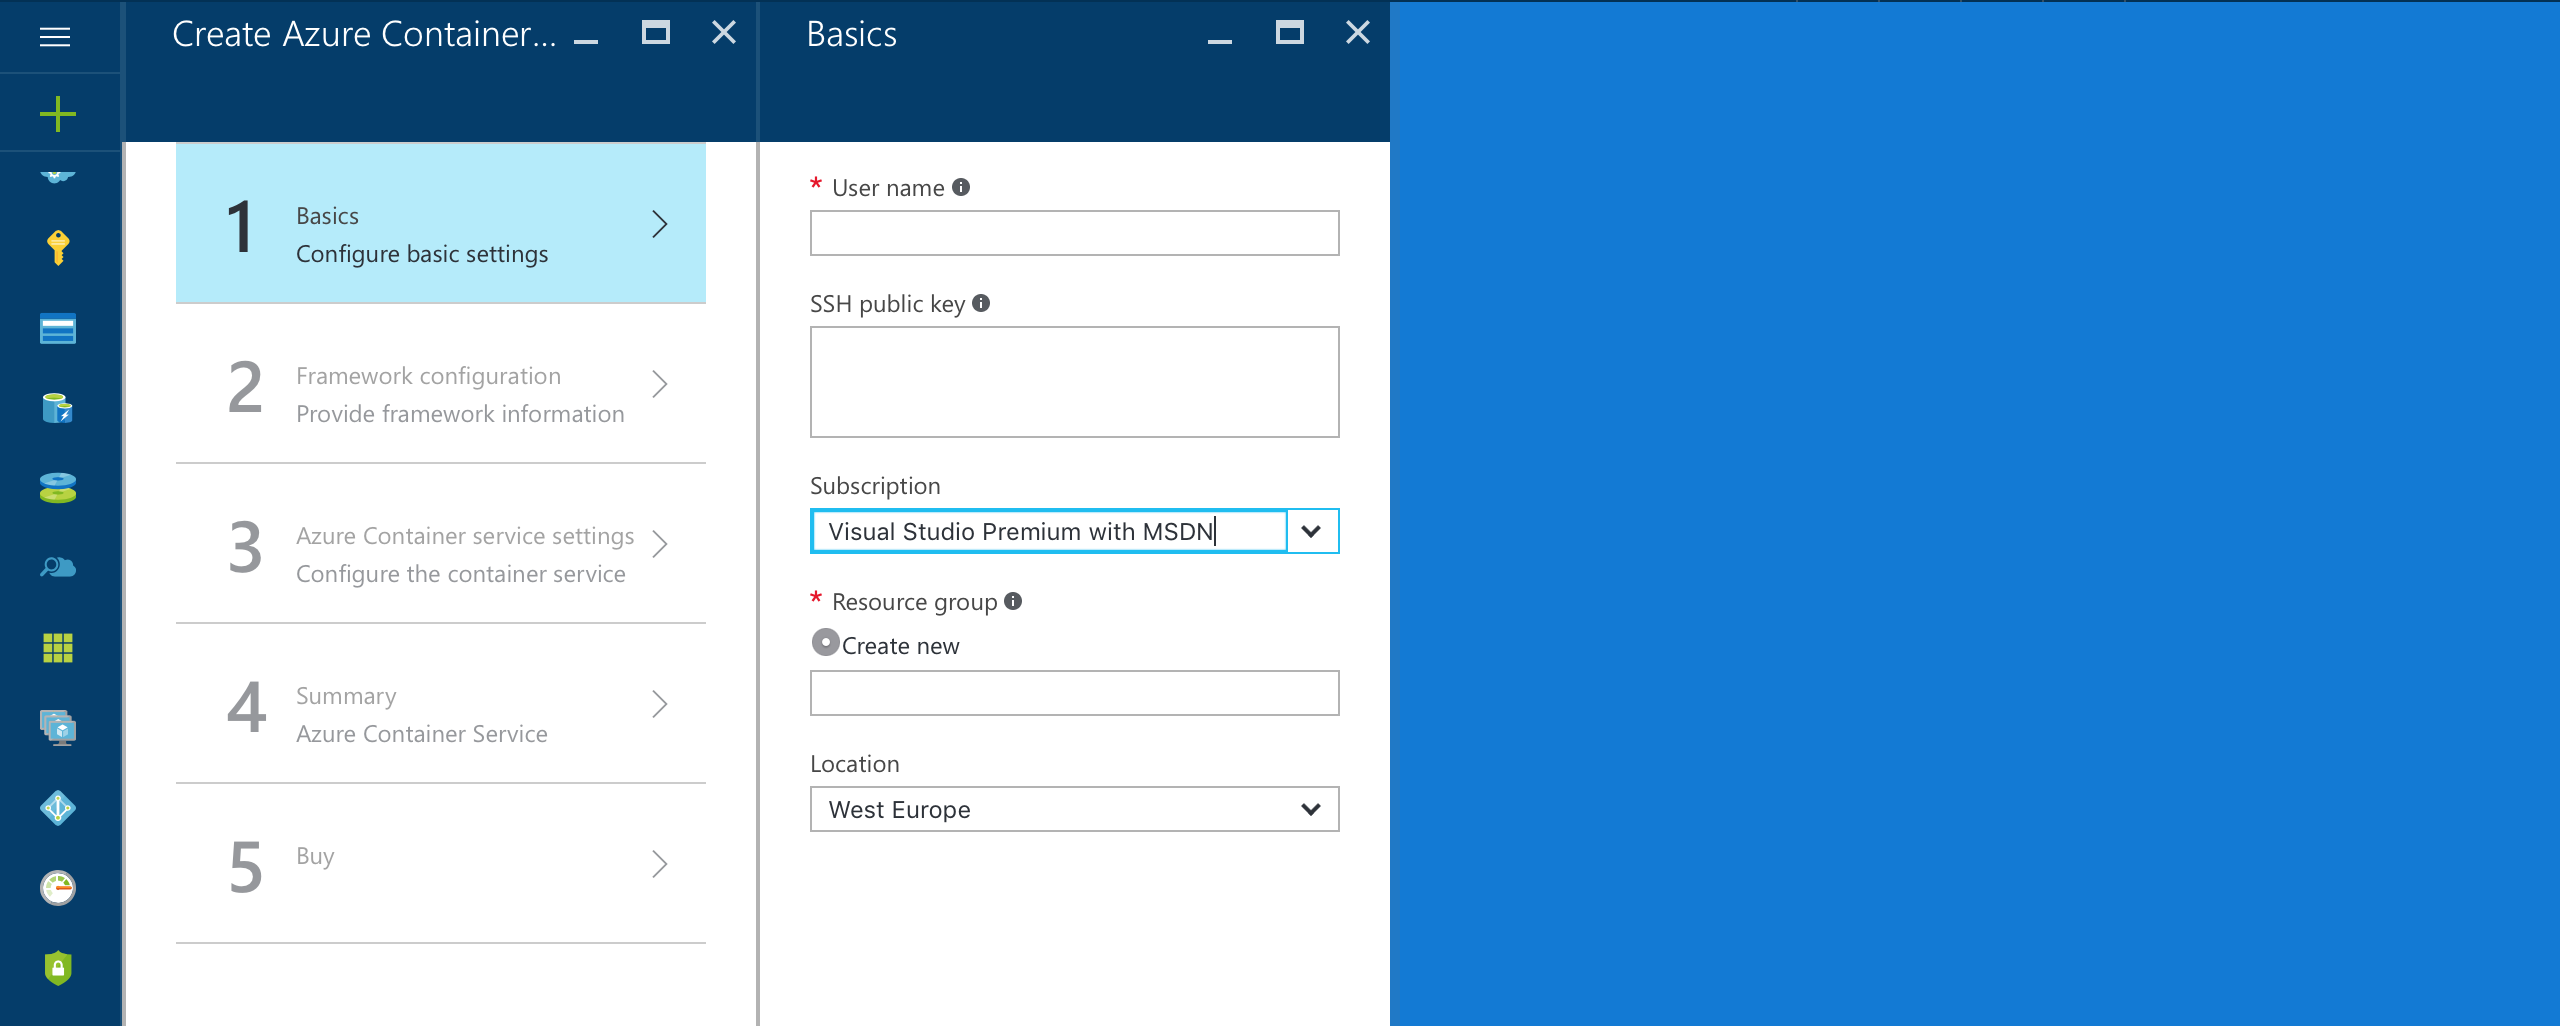 Create Azure Container...
Basics
1
Basics
Configure basic settings
2
Framework configuration
Provide framework information
3
Azure Container service settings
Configure the container service
4
Summary
Azure Container Service
5
Buy
* User name
SSH public key
Subscription
Visual Studio Premium with MSDN
* Resource group
Create new
Location
West Europe